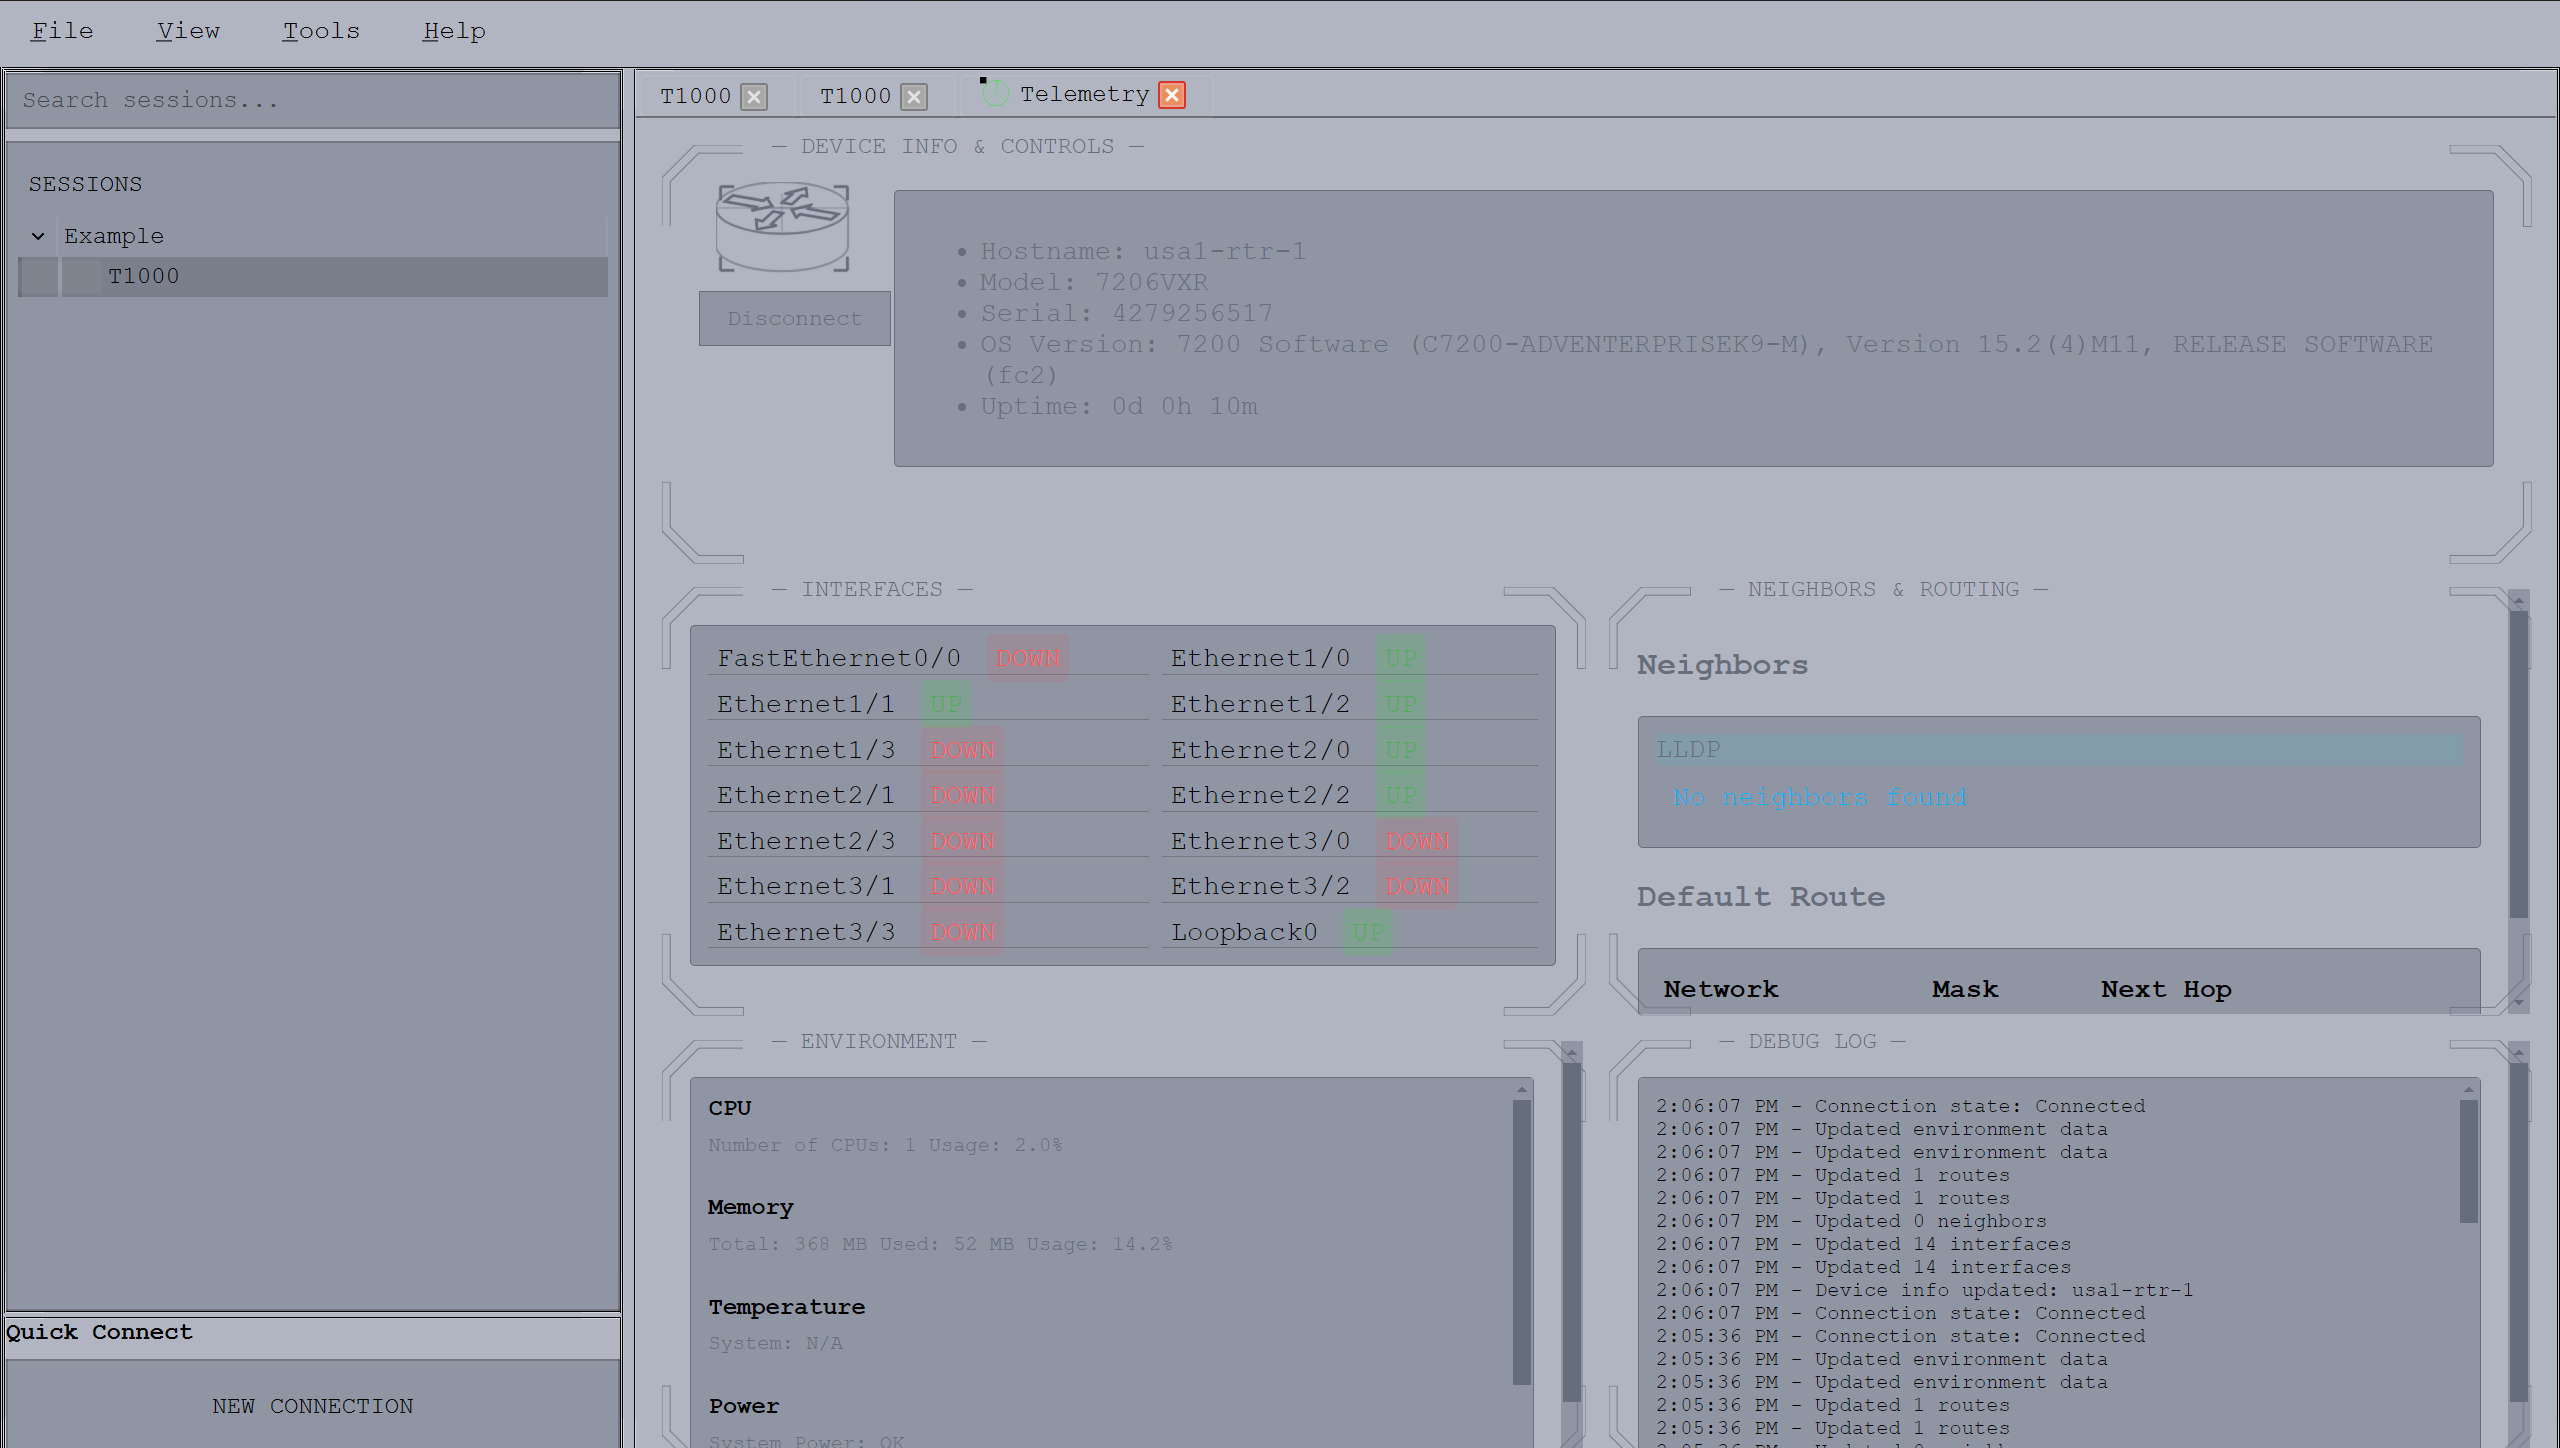 File View Tools Help
Search sessions...
SESSIONS
Example
T1000
Quick Connect
NEW CONNECTION
T1000 T1000 Telemetry
— DEVICE INFO & CONTROLS —
Disconnect
• Hostname: usa1-rtr-1
• Model: 7206VXR
• Serial: 4279256517
• OS Version: 7200 Software (C7200-ADVENTERPRISEK9-M), Version 15.2(4)M11, RELEASE SOFTWARE
(fc2)
• Uptime: 0d 0h 10m
— INTERFACES —
FastEthernet0/0 DOWN Ethernet1/0 UP
Ethernet1/1 UP Ethernet1/2 UP
Ethernet1/3 DOWN Ethernet2/0 UP
Ethernet2/1 DOWN Ethernet2/2 UP
Ethernet2/3 DOWN Ethernet3/0 DOWN
Ethernet3/1 DOWN Ethernet3/2 DOWN
Ethernet3/3 DOWN Loopback0 UP
— NEIGHBORS & ROUTING —
Neighbors
LLDP
No neighbors found
Default Route
Network Mask Next Hop
— ENVIRONMENT —
CPU
Number of CPUs: 1 Usage: 2.0%
Memory
Total: 368 MB Used: 52 MB Usage: 14.2%
Temperature
System: N/A
Power
System Power: OK
— DEBUG LOG —
2:06:07 PM - Connection state: Connected
2:06:07 PM - Updated environment data
2:06:07 PM - Updated environment data
2:06:07 PM - Updated 1 routes
2:06:07 PM - Updated 1 routes
2:06:07 PM - Updated 0 neighbors
2:06:07 PM - Updated 14 interfaces
2:06:07 PM - Updated 14 interfaces
2:06:07 PM - Device info updated: usa1-rtr-1
2:06:07 PM - Connection state: Connected
2:05:36 PM - Connection state: Connected
2:05:36 PM - Updated environment data
2:05:36 PM - Updated environment data
2:05:36 PM - Updated 1 routes
2:05:36 PM - Updated 1 routes